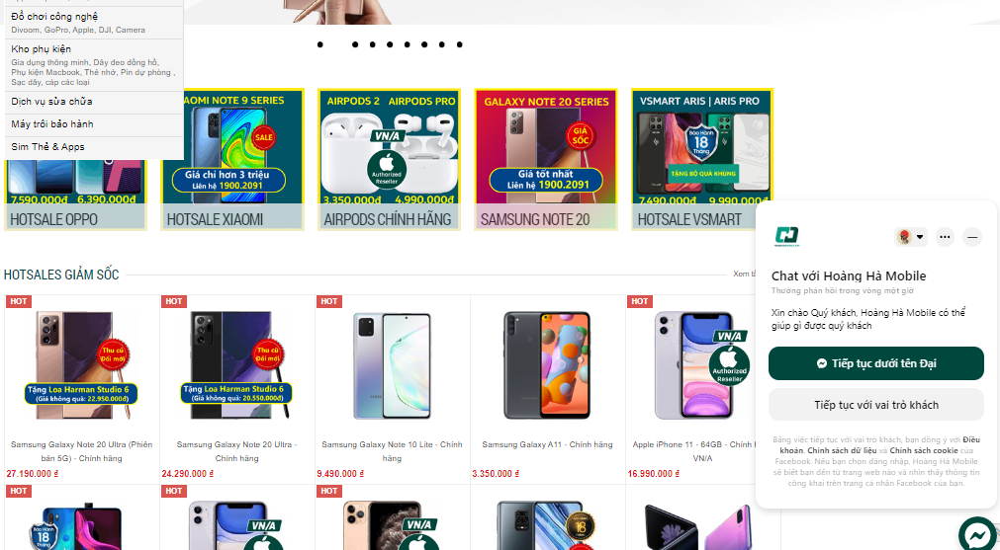 Đồ chơi công nghệ
Divoom, GoPro, Apple, DJI, Camera
Kho phụ kiện
Gia dụng thông minh, Dây đeo đồng hồ,
Phụ kiện Macbook, Thẻ nhớ, Pin dự phòng ,
Sạc dây, cáp các loại
Dịch vụ sửa chữa
Máy trôi bảo hành
Sim Thẻ & Apps
7.590.000đ 6.390.000đ
HOTSALE OPPO
AOMI NOTE 9 SERIES
SALE
Giá chỉ hơn 3 triệu
Liên hệ 1900.2091
HOTSALE XIAOMI
AIRPODS 2 AIRPODS PRO
VN/A
Authorized
Reseller
3.350.000đ 4.990.000đ
AIRPODS CHÍNH HÃNG
GALAXY NOTE 20 SERIES
GIÁ
SỐC
Giá tốt nhất
Liên hệ 1900.2091
SAMSUNG NOTE 20
VSMART ARIS | ARIS PRO
Bảo Hành
18
Tháng
TẶNG BỘ QUÀ KHỦNG
7.490.000đ 9.990.000đ
HOTSALE VSMART
HOTSALES GIẢM SỐC
Xem
HOT
Thu cũ
Đổi mới
Tặng Loa Harman Studio 6
(Giá không quà: 22.950.000đ)
Samsung Galaxy Note 20 Ultra (Phiên
bản 5G) - Chính hãng
27.190.000 ₫
HOT
Thu cũ
Đổi mới
Tặng Loa Harman Studio 6
(Giá không quà: 20.550.000đ)
Samsung Galaxy Note 20 Ultra -
Chính hãng
24.290.000 ₫
HOT
Samsung Galaxy Note 10 Lite - Chính
hãng
9.490.000 ₫
Samsung Galaxy A11 - Chính hãng
3.350.000 ₫
HOT
VN/A
Authorized
Reseller
Apple iPhone 11 - 64GB - Chính
VN/A
16.990.000 ₫
HOT
Bảo Hành
18
HOT
VN/A
HOT
VN/A
18
HOT
Chat với Hoàng Hà Mobile
Thường phản hồi trong vòng một giờ
Xin chào Quý khách, Hoàng Hà Mobile có thể
giúp gì được quý khách
Tiếp tục dưới tên Đại
Tiếp tục với vai trò khách
Bằng việc tiếp tục với vai trò khách, bạn đồng ý với Điều
khoản, Chính sách dữ liệu và Chính sách cookie của
Facebook. Nếu bạn chọn đăng nhập, Hoàng Hà Mobile
sẽ biết bạn đến từ trang web nào và nhìn thấy thông tin
công khai trên trang cá nhân Facebook của bạn.